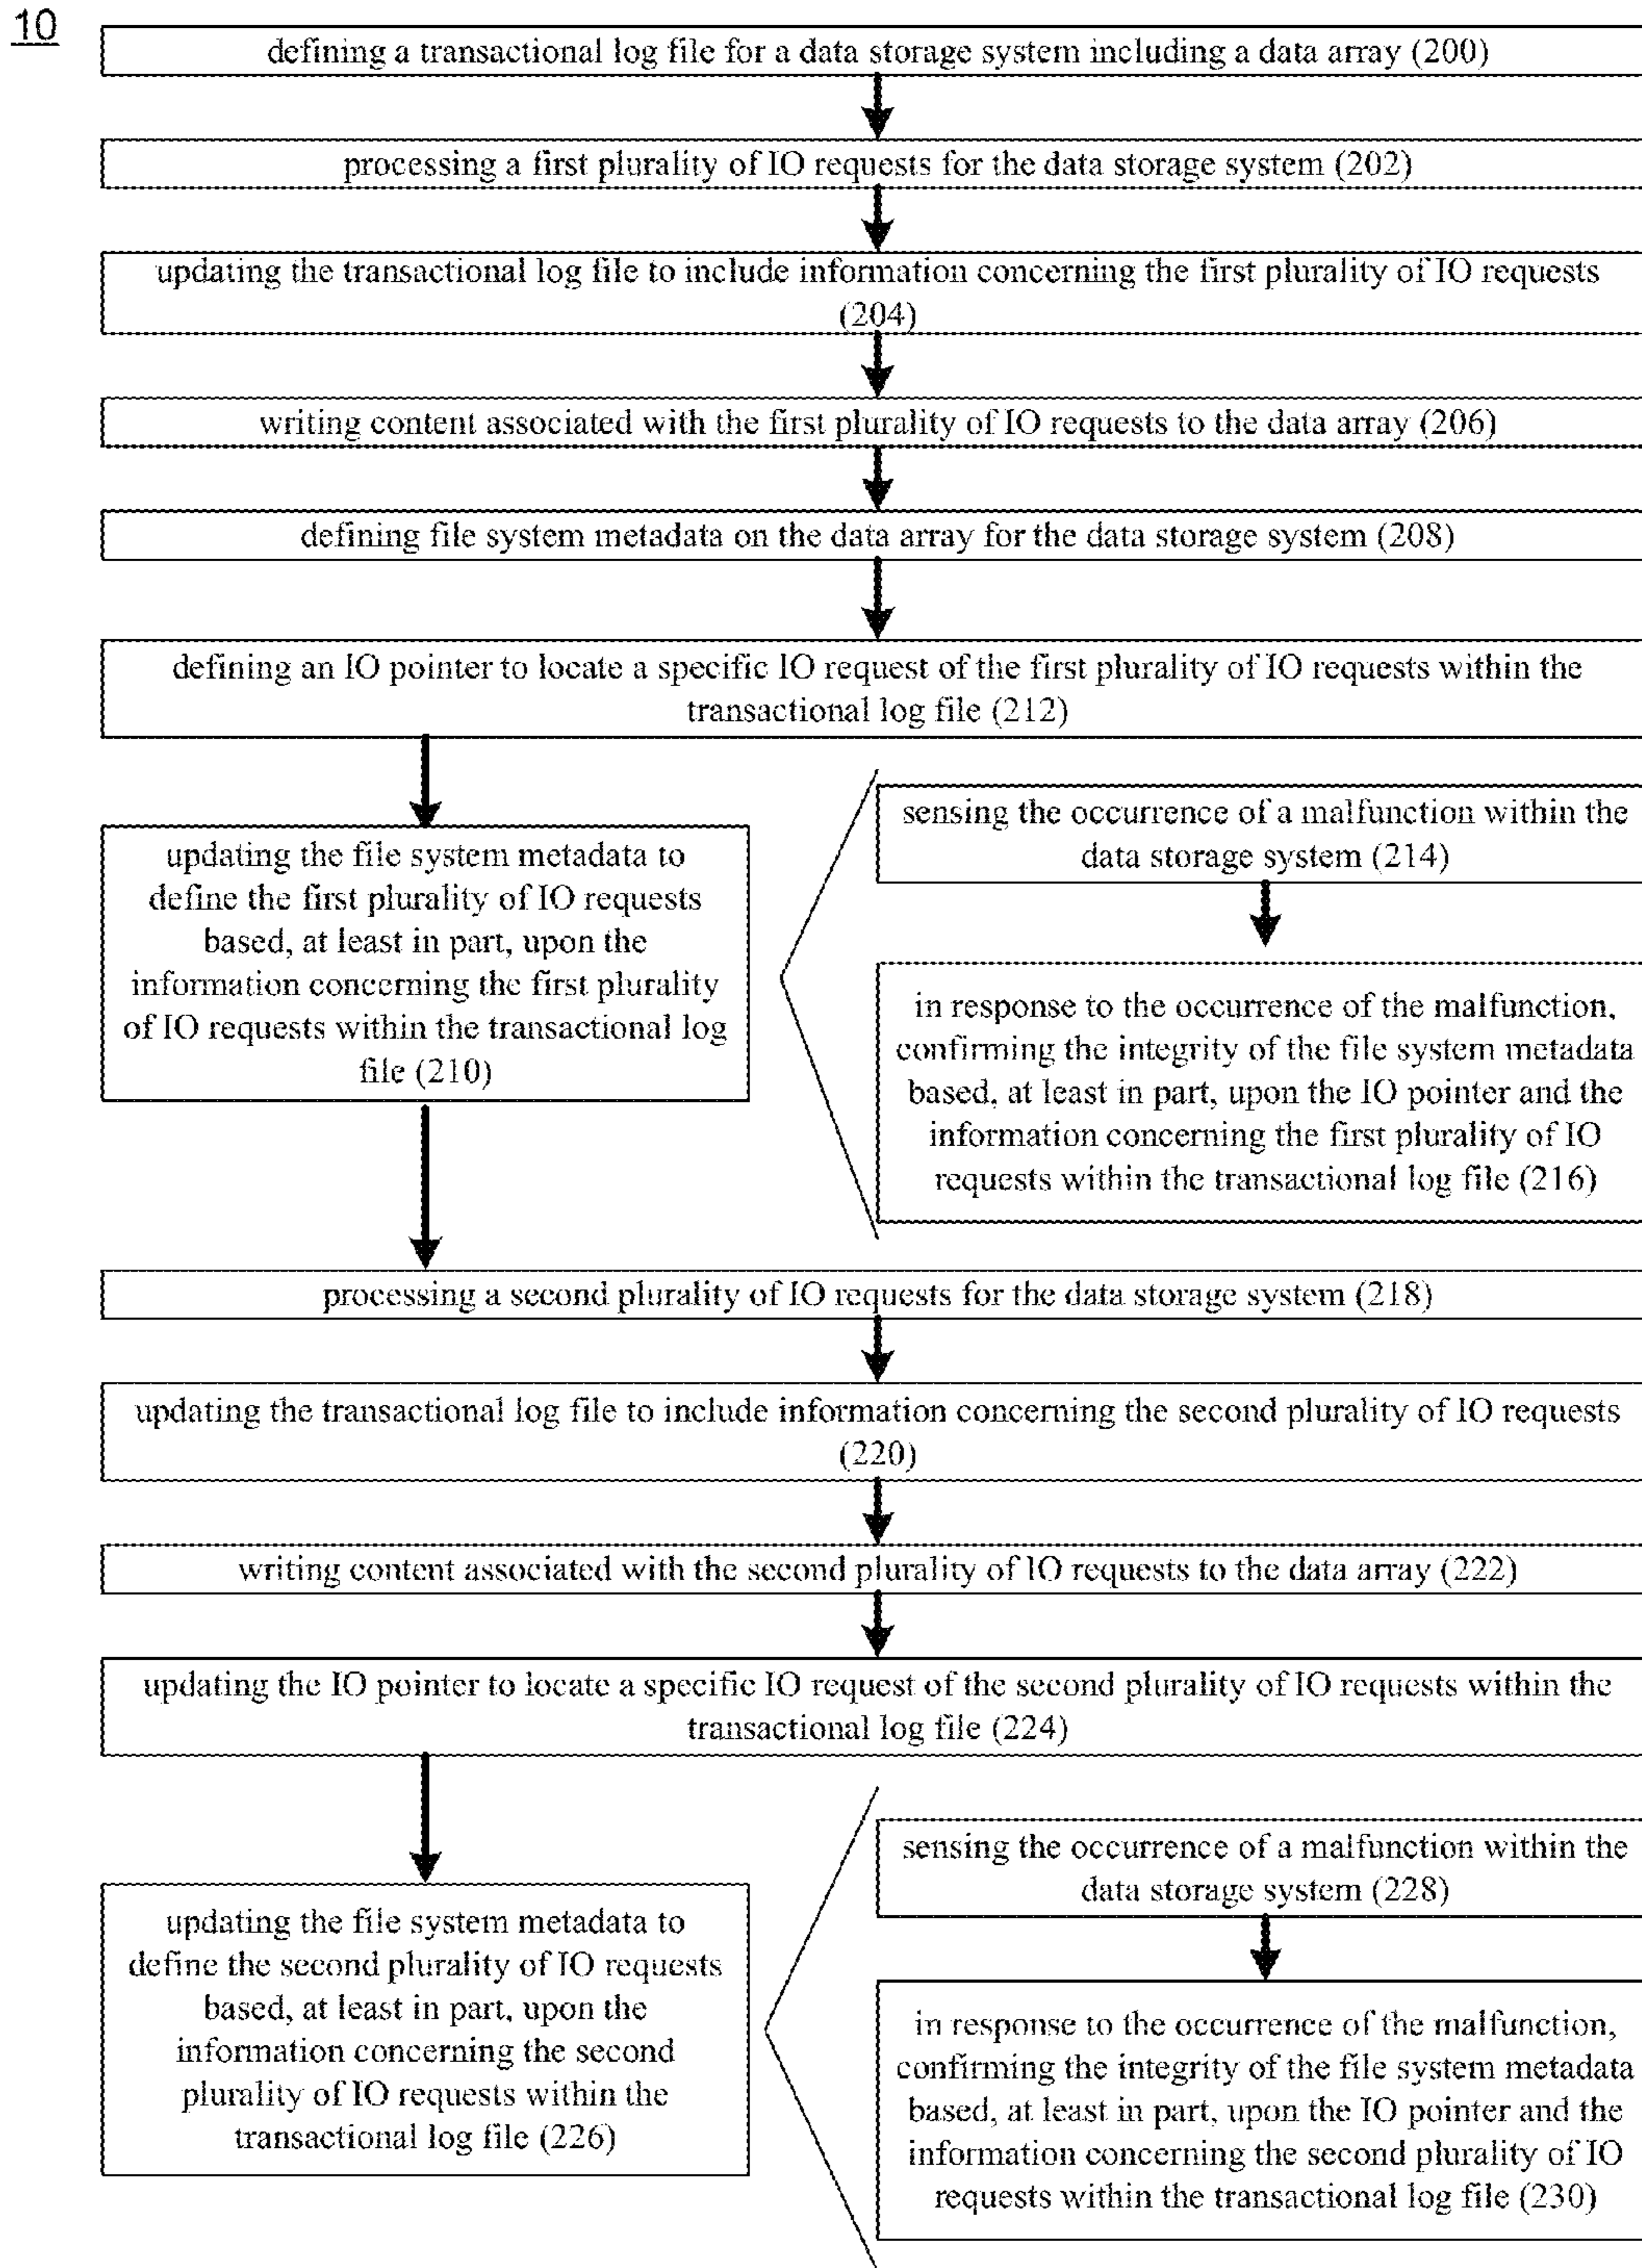 10
defining a transactional log file for a data storage system including a data array (200)
processing a first plurality of IO requests for the data storage system (202)
updating the transactional log file to include information concerning the first plurality of IO requests
(204)
writing content associated with the first plurality of IO requests to the data array (206)
defining file system metadata on the data array for the data storage system (208)
defining an IO pointer to locate a specific IO request of the first plurality of IO requests within the
transactional log file (212)
updating the file system metadata to
define the first plurality of IO requests
based, at least in part, upon the
information concerning the first plurality
of IO requests within the transactional log
file (210)
sensing the occurrence of a malfunction within the
data storage system (214)
in response to the occurrence of the malfunction,
confirming the integrity of the file system metadata
based, at least in part, upon the IO pointer and the
information concerning the first plurality of IO
requests within the transactional log file (216)
processing a second plurality of IO requests for the data storage system (218)
updating the transactional log file to include information concerning the second plurality of IO requests
(220)
writing content associated with the second plurality of IO requests to the data array (222)
updating the IO pointer to locate a specific IO request of the second plurality of IO requests within the
transactional log file (224)
updating the file system metadata to
define the second plurality of IO requests
based, at least in part, upon the
information concerning the second
plurality of IO requests within the
transactional log file (226)
sensing the occurrence of a malfunction within the
data storage system (228)
in response to the occurrence of the malfunction,
confirming the integrity of the file system metadata
based, at least in part, upon the IO pointer and the
information concerning the second plurality of IO
requests within the transactional log file (230)